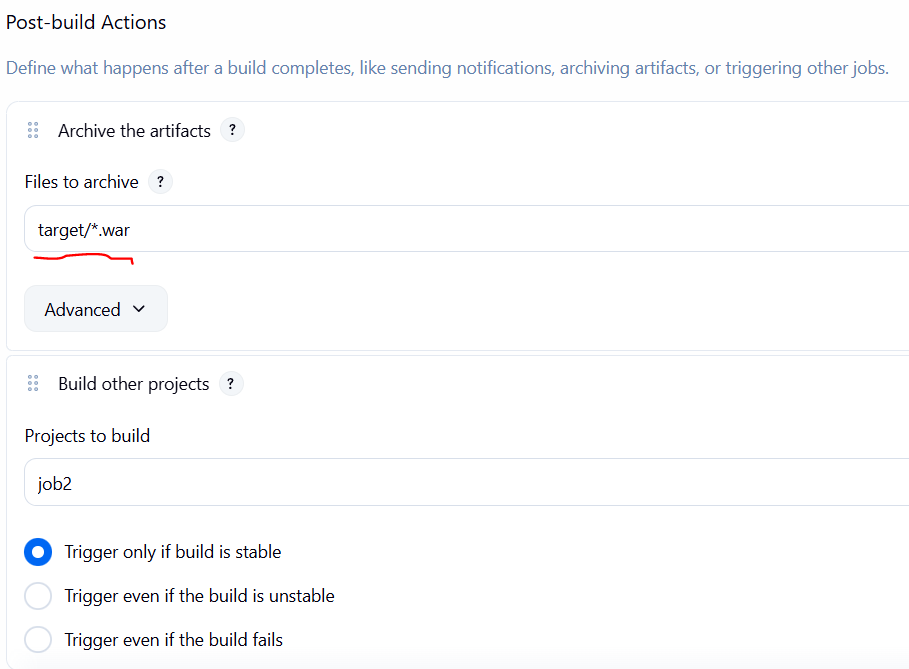 Post-build Actions
Define what happens after a build completes, like sending notifications, archiving artifacts, or triggering other jobs.
Archive the artifacts ?
Files to archive ?
target/*.war
Advanced
Build other projects ?
Projects to build
job2
Trigger only if build is stable
Trigger even if the build is unstable
Trigger even if the build fails